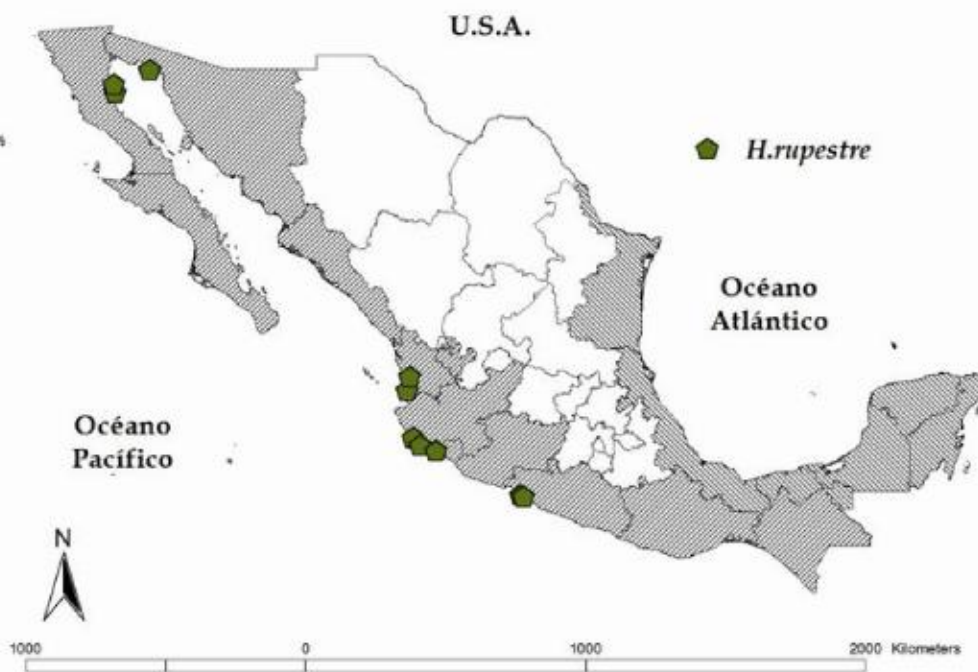 U.S.A.
H.rupestre
Océano
Atlántico
Océano
Pacífico
N
1000 0 1000 2000 Kilometers